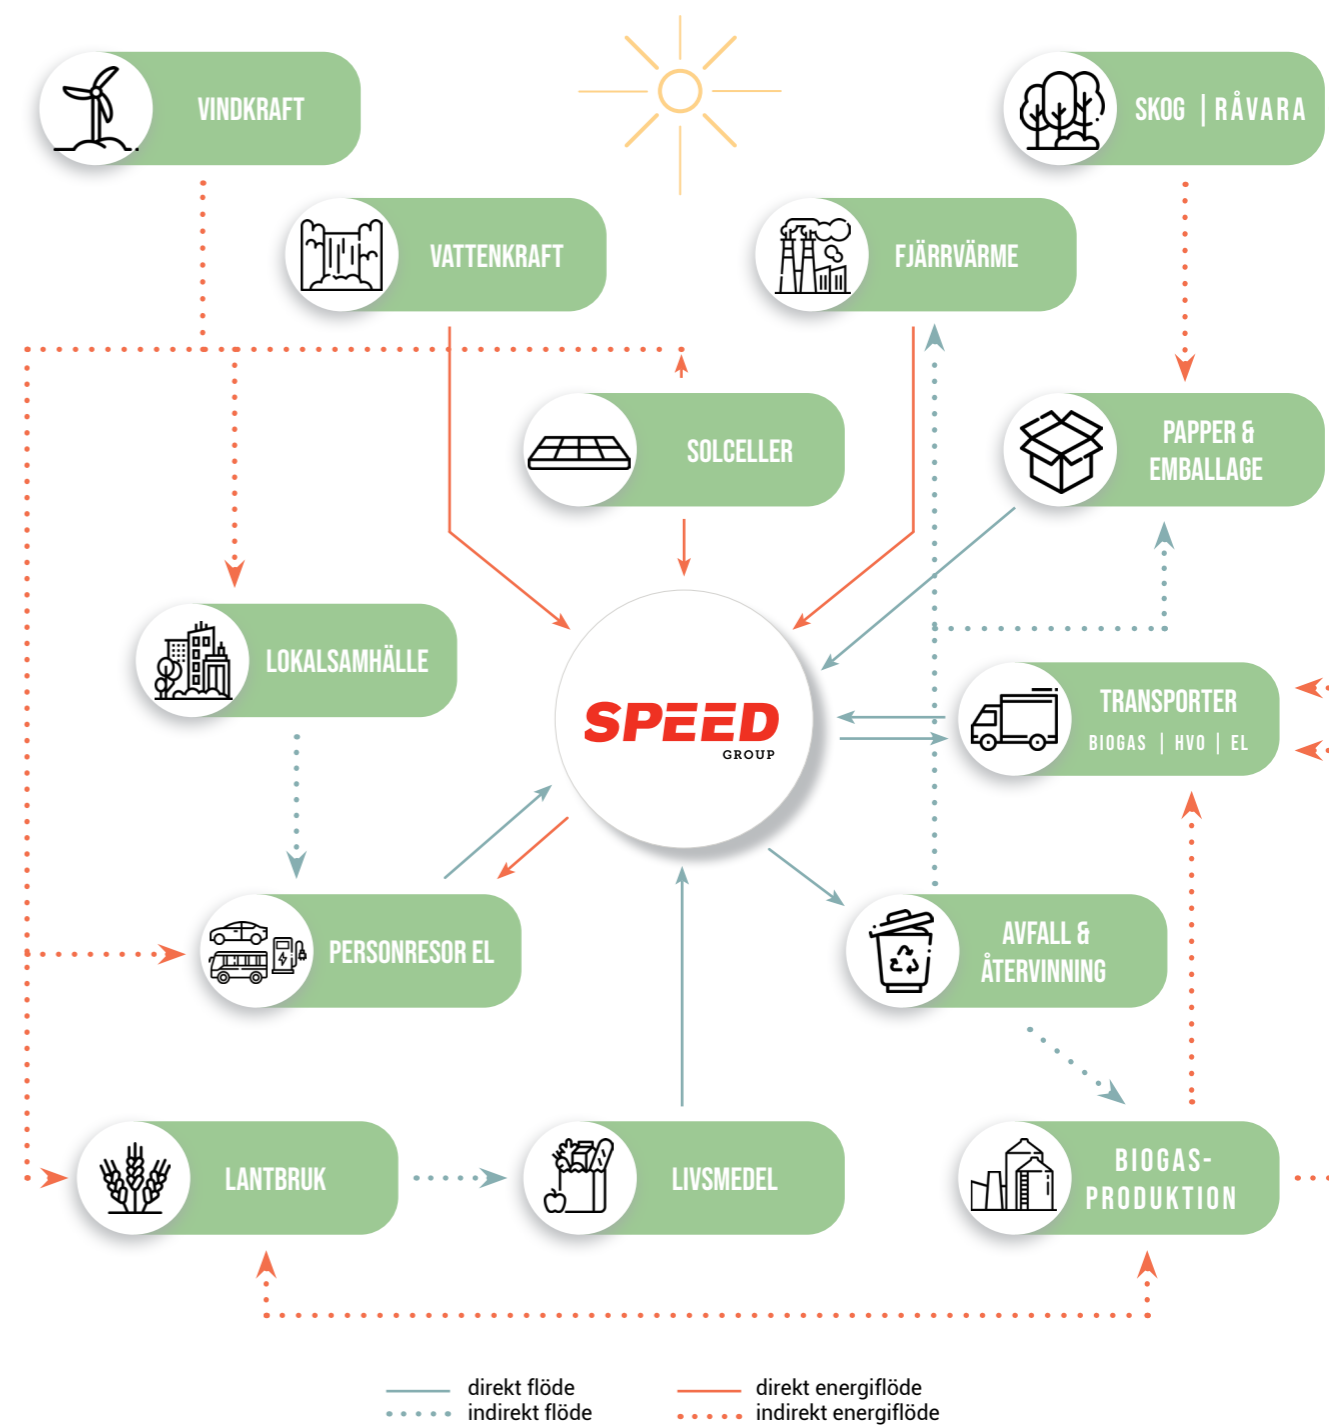 VINDKRAFT
SKOG | RÅVARA
VATTENKRAFT
FJÄRRVÄRME
SOLCELLER
PAPPER &
EMBALLAGE
LOKALSAMHÄLLE
SPEED
GROUP
TRANSPORTER
BIOGAS | HVO | EL
PERSONRESOR EL
AVFALL &
ÅTERVINNING
LANTBRUK
LIVSMEDEL
BIOGAS-
PRODUKTION
direkt flöde
indirekt flöde
direkt energiflöde
indirekt energiflöde